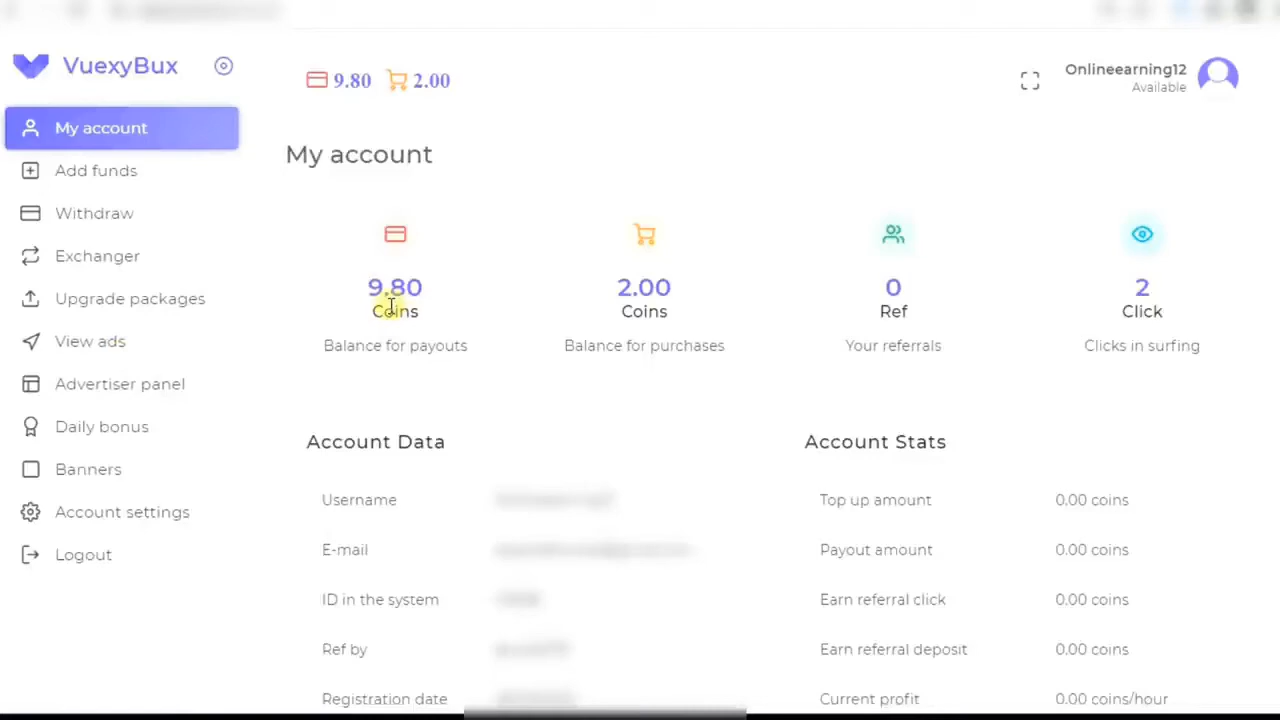 VuexyBux
9.80 2.00
Onlineearning12
Available
My account
Add funds
Withdraw
Exchanger
Upgrade packages
View ads
Advertiser panel
Daily bonus
Banners
Account settings
Logout
My account
9.80
Coins
Balance for payouts
2.00
Coins
Balance for purchases
0
Ref
Your referrals
2
Click
Clicks in surfing
Account Data
Username
E-mail
ID in the system
Ref by
Registration date
Account Stats
Top up amount 0.00 coins
Payout amount 0.00 coins
Earn referral click 0.00 coins
Earn referral deposit 0.00 coins
Current profit 0.00 coins/hour